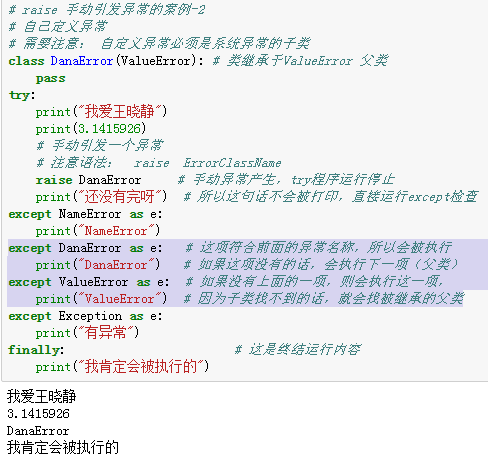 # raise 手动引发异常的案例-2
# 自己定义异常
# 需要注意： 自定义异常必须是系统异常的子类
class DanaError(ValueError): # 类继承于ValueError 父类
    pass
try:
    print("我爱王晓静")
    print(3.1415926)
    # 手动引发一个异常
    # 注意语法： raise ErrorClassName
    raise DanaError     # 手动异常产生，try程序运行停止
    print("还没有完呀")  # 所以这句话不会被打印，直接运行except检查
except NameError as e:
    print("NameError")
except DanaError as e:   # 这项符合前面的异常名称，所以会被执行
    print("DanaError")   # 如果这项没有的话，会执行下一项（父类）
except ValueError as e:  # 如果没有上面的一项，则会执行这一项，
    print("ValueError")  # 因为子类找不到的话，就会找被继承的父类
except Exception as e:
    print("有异常")
finally:                 # 这是终结运行内容
    print("我肯定会被执行的")
我爱王晓静
3.1415926
DanaError
我肯定会被执行的